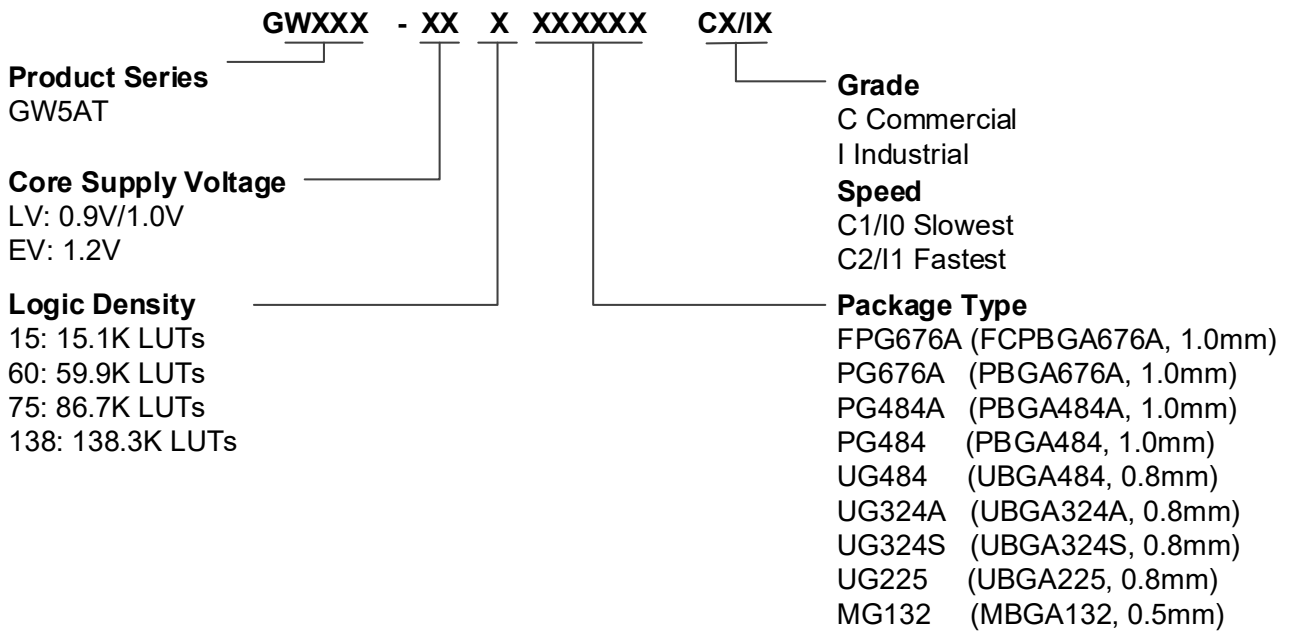 GWXXX - XX X XXXXXX CX/IX
Product Series
GW5AT
Core Supply Voltage
LV: 0.9V/1.0V
EV: 1.2V
Logic Density
15: 15.1K LUTs
60: 59.9K LUTs
75: 86.7K LUTs
138: 138.3K LUTs
Grade
C Commercial
I Industrial
Speed
C1/I0 Slowest
C2/I1 Fastest
Package Type
FPG676A (FCPBGA676A, 1.0mm)
PG676A (PBGA676A, 1.0mm)
PG484A (PBGA484A, 1.0mm)
PG484 (PBGA484, 1.0mm)
UG484 (UBGA484, 0.8mm)
UG324A (UBGA324A, 0.8mm)
UG324S (UBGA324S, 0.8mm)
UG225 (UBGA225, 0.8mm)
MG132 (MBGA132, 0.5mm)